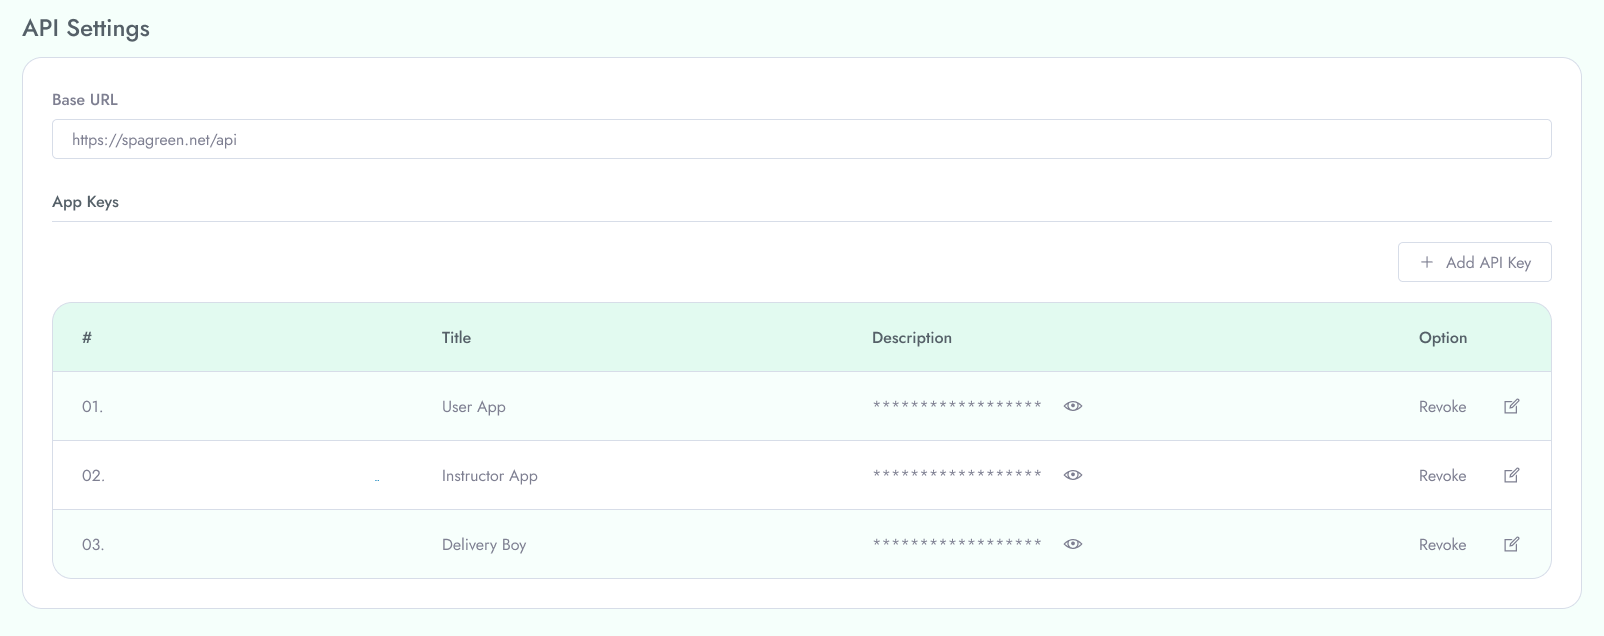 API Settings
Base URL
https://spagreen.net/api
App Keys
+ Add API Key
# Title Description Option
01. User App ****************** Revoke
02. Instructor App ****************** Revoke
03. Delivery Boy ****************** Revoke